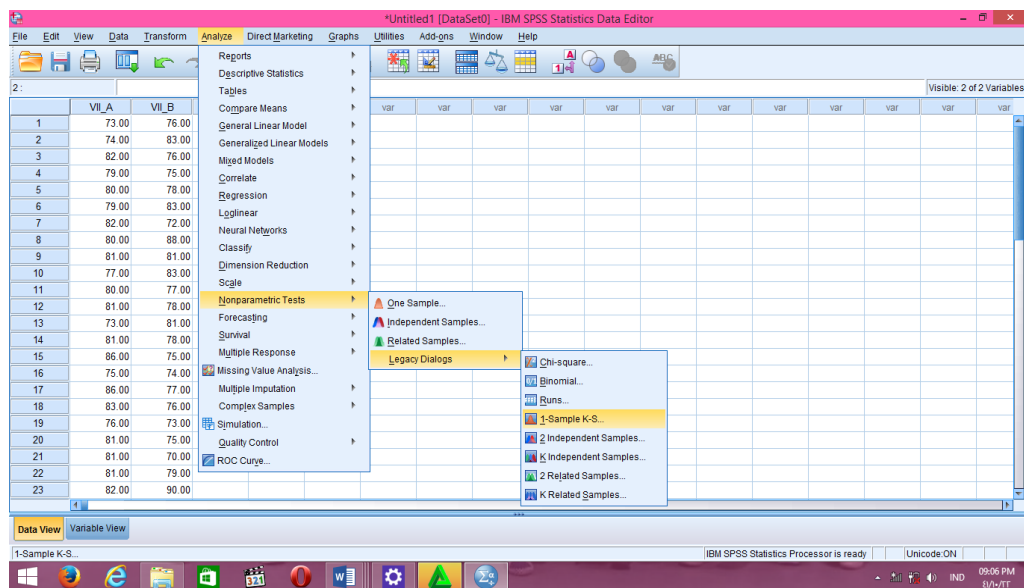 *Untitled1 [DataSet0] - IBM SPSS Statistics Data Editor
File Edit View Data Transform Analyze Direct Marketing Graphs Utilities Add-ons Window Help
2 : Visible: 2 of 2 Variables
VII_A VII_B var var var var var var var var var var var var
1 73.00 76.00
2 74.00 83.00
3 82.00 76.00
4 79.00 75.00
5 80.00 78.00
6 79.00 83.00
7 82.00 72.00
8 80.00 88.00
9 81.00 81.00
10 77.00 83.00
11 80.00 77.00
12 81.00 78.00
13 73.00 81.00
14 81.00 78.00
15 86.00 75.00
16 75.00 74.00
17 86.00 77.00
18 83.00 76.00
19 76.00 73.00
20 81.00 75.00
21 81.00 70.00
22 81.00 79.00
23 82.00 90.00
Reports
Descriptive Statistics
Tables
Compare Means
General Linear Model
Generalized Linear Models
Mixed Models
Correlate
Regression
Loglinear
Neural Networks
Classify
Dimension Reduction
Scale
Nonparametric Tests
Forecasting
Survival
Multiple Response
Missing Value Analysis...
Multiple Imputation
Complex Samples
Simulation...
Quality Control
ROC Curve...
One Sample...
Independent Samples...
Related Samples...
Legacy Dialogs
Chi-square...
Binomial...
Runs...
1-Sample K-S...
2 Independent Samples...
K Independent Samples...
2 Related Samples...
K Related Samples...
Data View Variable View
1-Sample K-S... IBM SPSS Statistics Processor is ready Unicode:ON
321 IND 09:06 PM